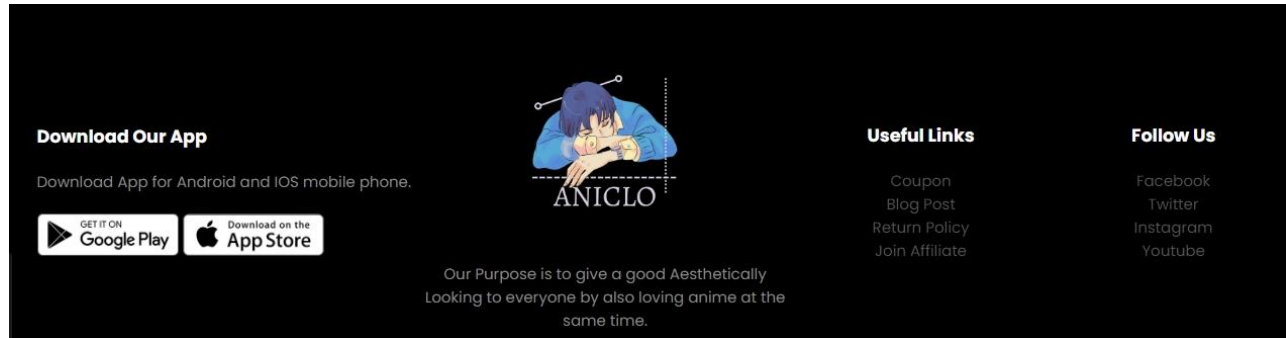 Download Our App
Download App for Android and IOS mobile phone.
GET IT ON
Google Play
Download on the
App Store
ANICLO
Our Purpose is to give a good Aesthetically
Looking to everyone by also loving anime at the
same time.
Useful Links
Coupon
Blog Post
Return Policy
Join Affiliate
Follow Us
Facebook
Twitter
Instagram
Youtube